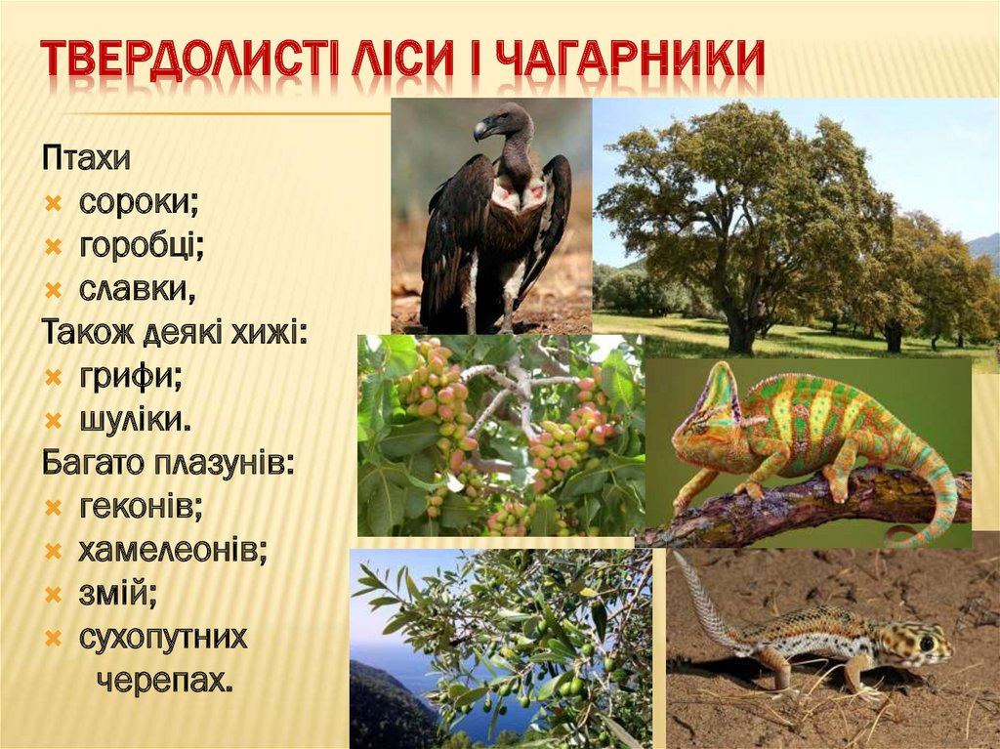 ТВЕРДОЛИСТІ ЛІСИ І ЧАГАРНИКИ
Птахи
сороки;
горобці;
славки,
Також деякі хижі:
грифи;
шуліки.
Багато плазунів:
геконів;
хамелеонів;
змій;
сухопутних
черепах.